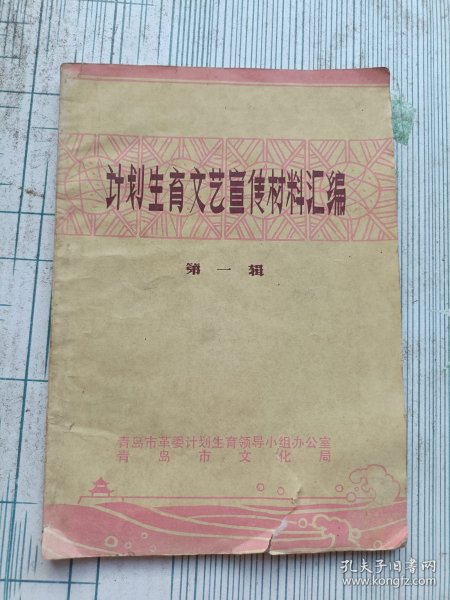 计划生育文艺宣传材料汇编
第一辑
青岛市革委计划生育领导小组办公室
青岛市文化局
孔夫子旧书网
www.kongfz.com